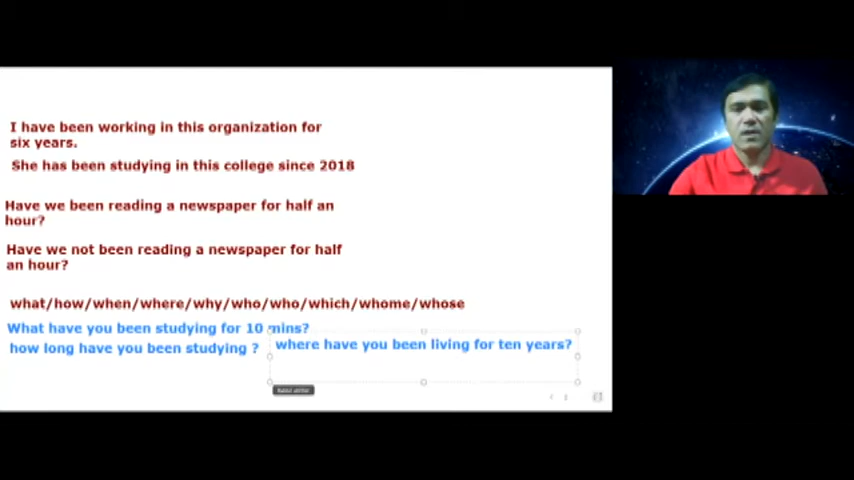 I have been working in this organization for
six years.
She has been studying in this college since 2018
Have we been reading a newspaper for half an
hour?
Have we not been reading a newspaper for half
an hour?
what/how/when/where/why/who/who/which/whome/whose
What have you been studying for 10 mins?
how long have you been studying ?
where have you been living for ten years?